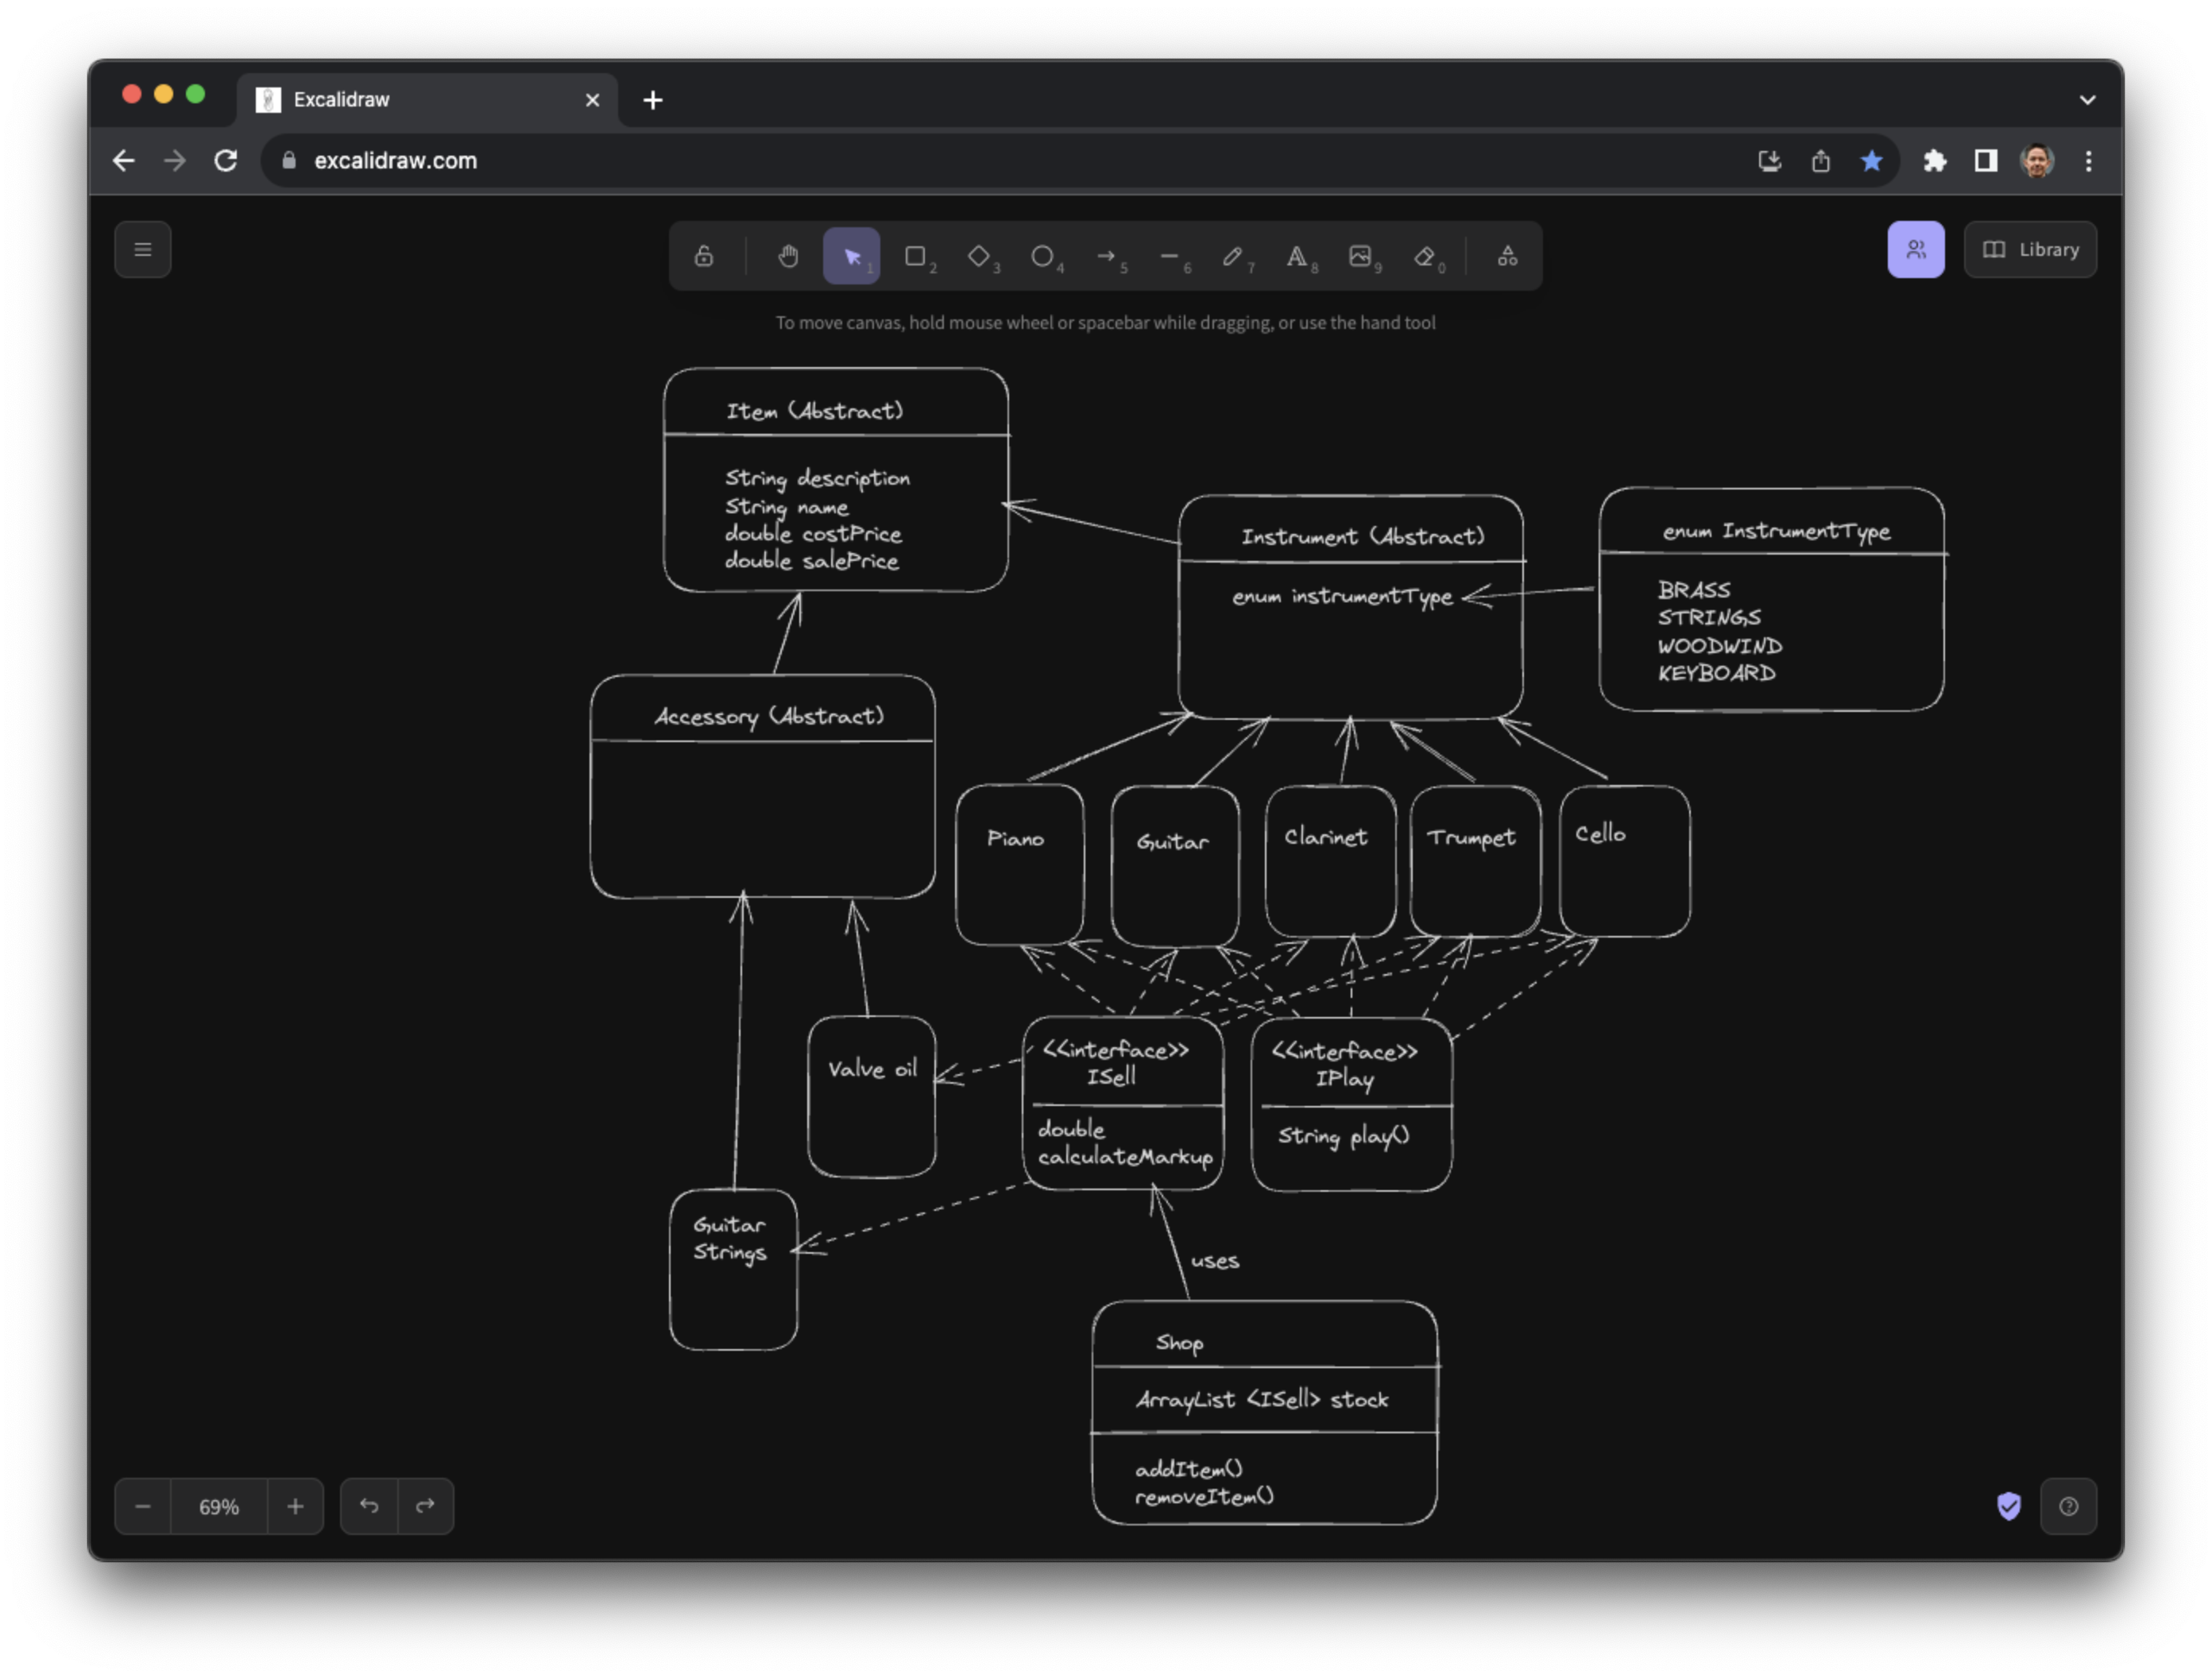 Excalidraw
excalidraw.com
1
2
3
4
5
6
7
8
9
0
Library
To move canvas, hold mouse wheel or spacebar while dragging, or use the hand tool
Item (Abstract)
String description
String name
double costPrice
double salePrice
Instrument (Abstract)
enum instrumentType
enum InstrumentType
BRASS
STRINGS
WOODWIND
KEYBOARD
Accessory (Abstract)
Piano
Guitar
Clarinet
Trumpet
Cello
Valve oil
<<interface>>
ISell
double
calculateMarkup
<<interface>>
IPlay
String play()
Guitar
Strings
uses
Shop
ArrayList <ISell> stock
addItem()
removeItem()
69%